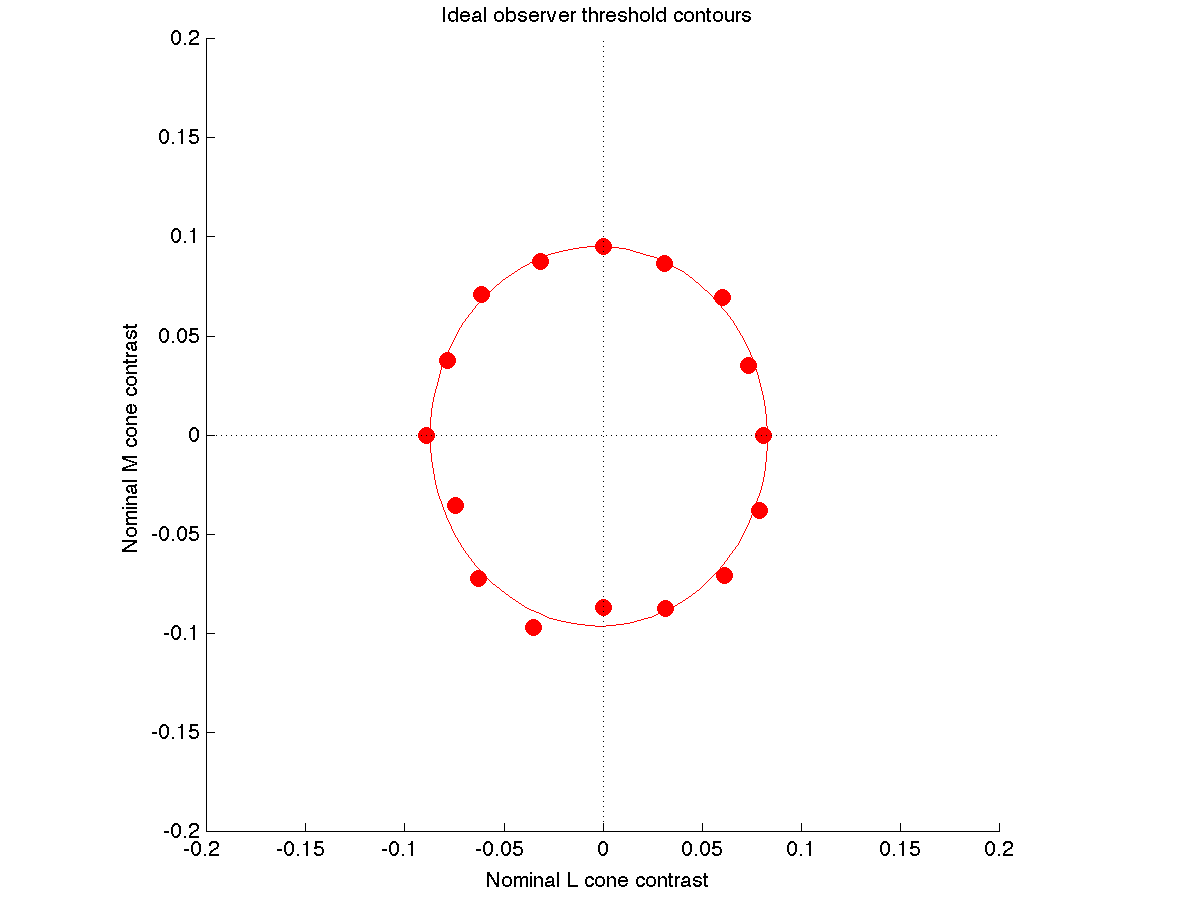 Ideal observer threshold contours
0.2
0.15
0.1
0.05
0
-0.05
-0.1
-0.15
-0.2
Nominal M cone contrast
-0.2 -0.15 -0.1 -0.05 0 0.05 0.1 0.15 0.2
Nominal L cone contrast